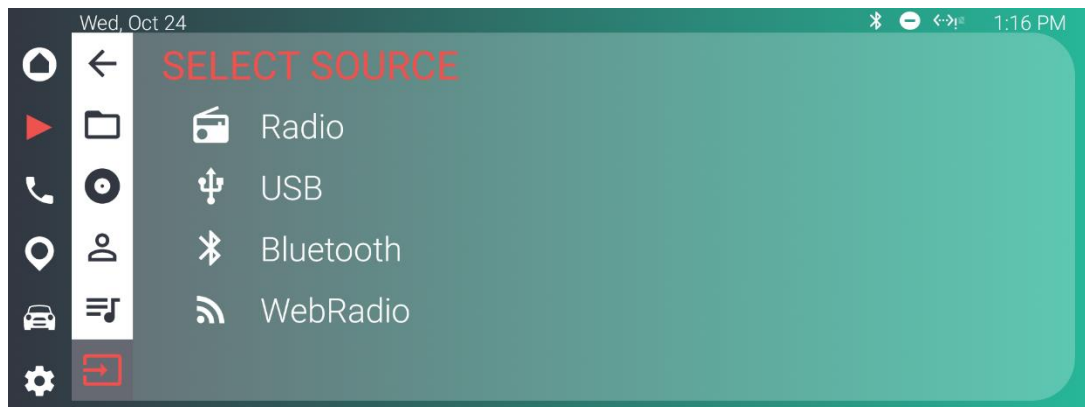 Wed, Oct 24
1:16 PM
SELECT SOURCE
Radio
USB
Bluetooth
WebRadio